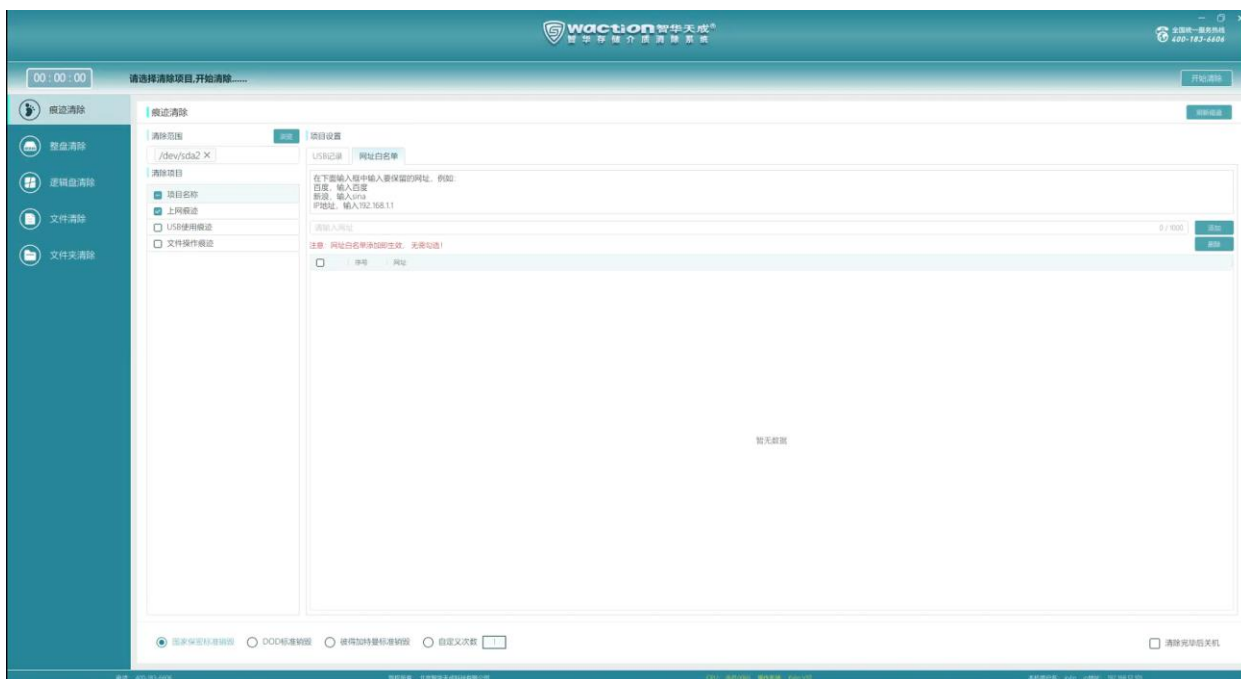 waction智华天成®
智华存储介质清除系统
全国统一服务热线
400-183-6606
00:00:00
请选择清除项目,开始清除......
开始清除
痕迹清除
整盘清除
逻辑盘清除
文件清除
文件夹清除
痕迹清除
清除范围
/dev/sda2 ×
清除项目
项目名称
上网痕迹
USB使用痕迹
文件操作痕迹
项目设置
USB记录 网址白名单
在下面输入框中输入要保留的网址，例如:
百度，输入百度
新浪，输入sina
IP地址，输入192.168.1.1
请输入网址
0 / 1000
添加
注意: 网址白名单添加即生效，无需勾选!
删除
序号 网址
暂无数据
国家保密标准销毁 DOD标准销毁 彼得加特曼标准销毁 自定义次数 1
清除完毕后关机